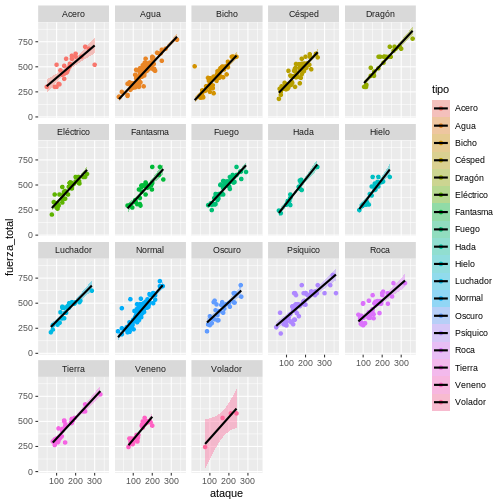 Acero Agua Bicho Césped Dragón
750
500
250
0
Eléctrico Fantasma Fuego Hada Hielo
750
500
250
0
Luchador Normal Oscuro Psíquico Roca
750
500
250
0
100 200 300 100 200 300
Tierra Veneno Volador
750
500
250
0
100 200 300 100 200 300 100 200 300
ataque
fuerza_total
tipo
Acero
Agua
Bicho
Césped
Dragón
Eléctrico
Fantasma
Fuego
Hada
Hielo
Luchador
Normal
Oscuro
Psíquico
Roca
Tierra
Veneno
Volador